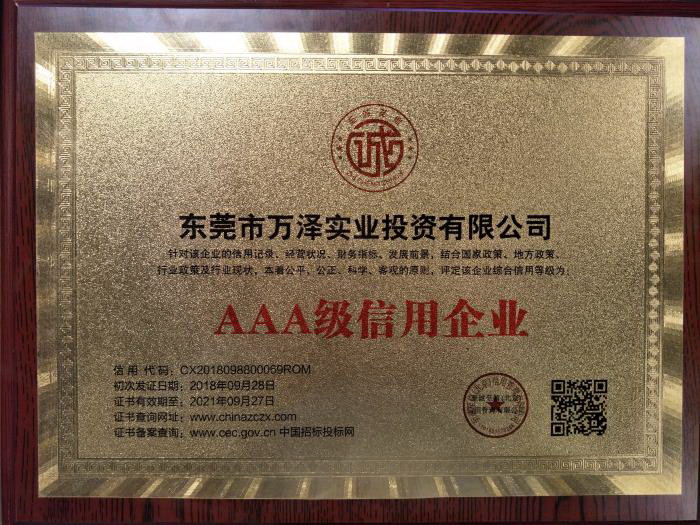 诚
东莞市万泽实业投资有限公司
针对该企业的信用记录、经营状况、财务指标、发展前景，结合国家政策、地方政策、
行业政策及行业现状，本着公平、公正、科学、客观的原则，评定该企业综合信用等级为：
AAA级信用企业
信用 代码：CX2018098800069ROM
初次发证日期：2018年09月28日
证书有效期至：2021年09月27日
证书查询网址：www.chinazczx.com
证书备案查询：www.cec.gov.cn 中国招标投标网